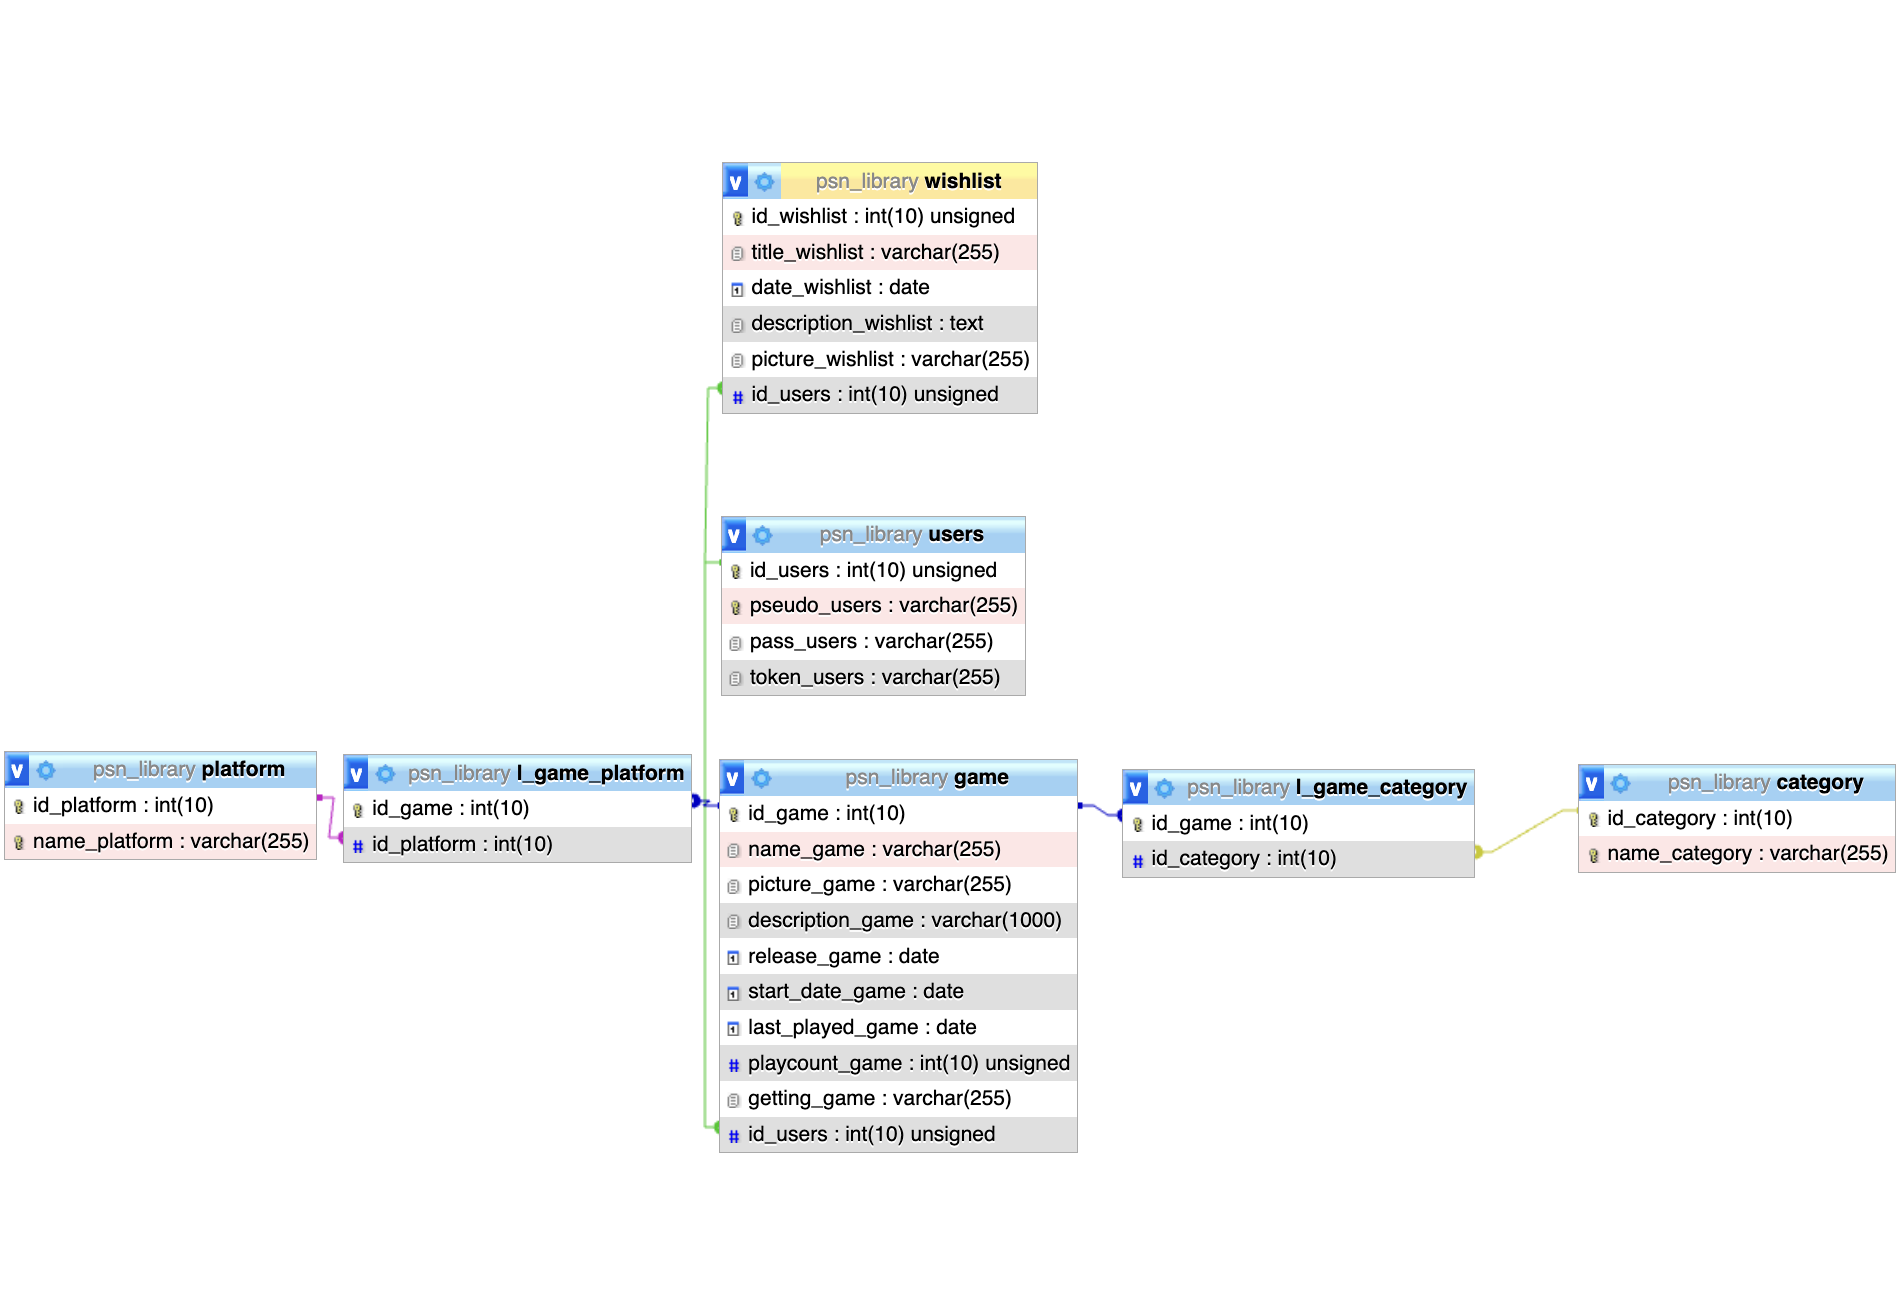 v psn_library wishlist
id_wishlist : int(10) unsigned
title_wishlist : varchar(255)
date_wishlist : date
description_wishlist : text
picture_wishlist : varchar(255)
# id_users : int(10) unsigned
v psn_library users
id_users : int(10) unsigned
pseudo_users : varchar(255)
pass_users : varchar(255)
token_users : varchar(255)
v psn_library platform
id_platform : int(10)
name_platform : varchar(255)
v psn_library l_game_platform
id_game : int(10)
# id_platform : int(10)
v psn_library game
id_game : int(10)
name_game : varchar(255)
picture_game : varchar(255)
description_game : varchar(1000)
release_game : date
start_date_game : date
last_played_game : date
# playcount_game : int(10) unsigned
getting_game : varchar(255)
# id_users : int(10) unsigned
v psn_library l_game_category
id_game : int(10)
# id_category : int(10)
v psn_library category
id_category : int(10)
name_category : varchar(255)